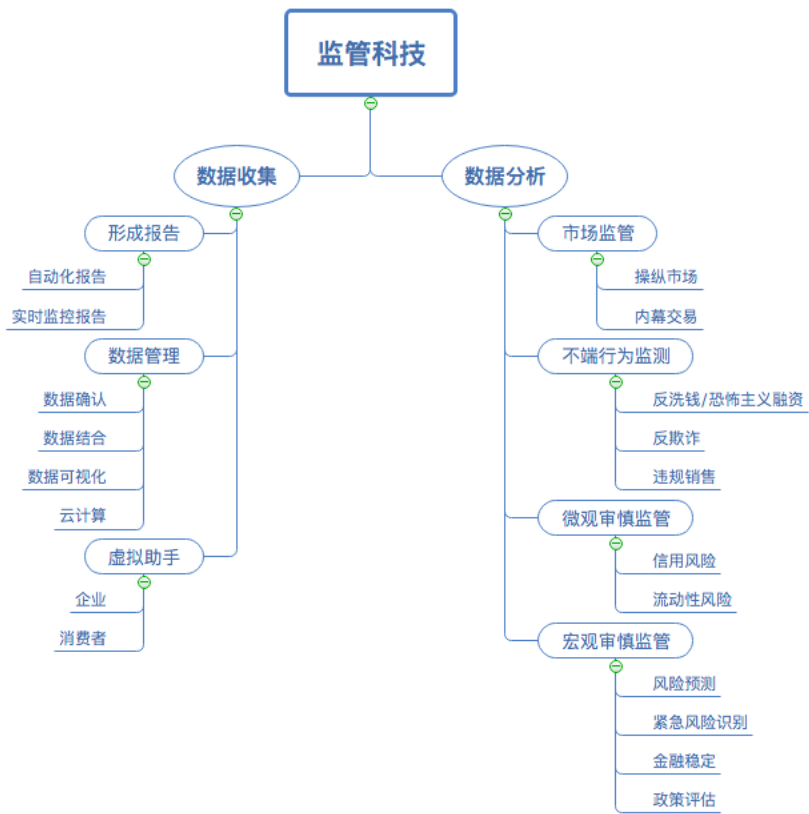 监管科技
数据收集
形成报告
自动化报告
实时监控报告
数据管理
数据确认
数据结合
数据可视化
云计算
虚拟助手
企业
消费者
数据分析
市场监管
操纵市场
内幕交易
不端行为监测
反洗钱/恐怖主义融资
反欺诈
违规销售
微观审慎监管
信用风险
流动性风险
宏观审慎监管
风险预测
紧急风险识别
金融稳定
政策评估